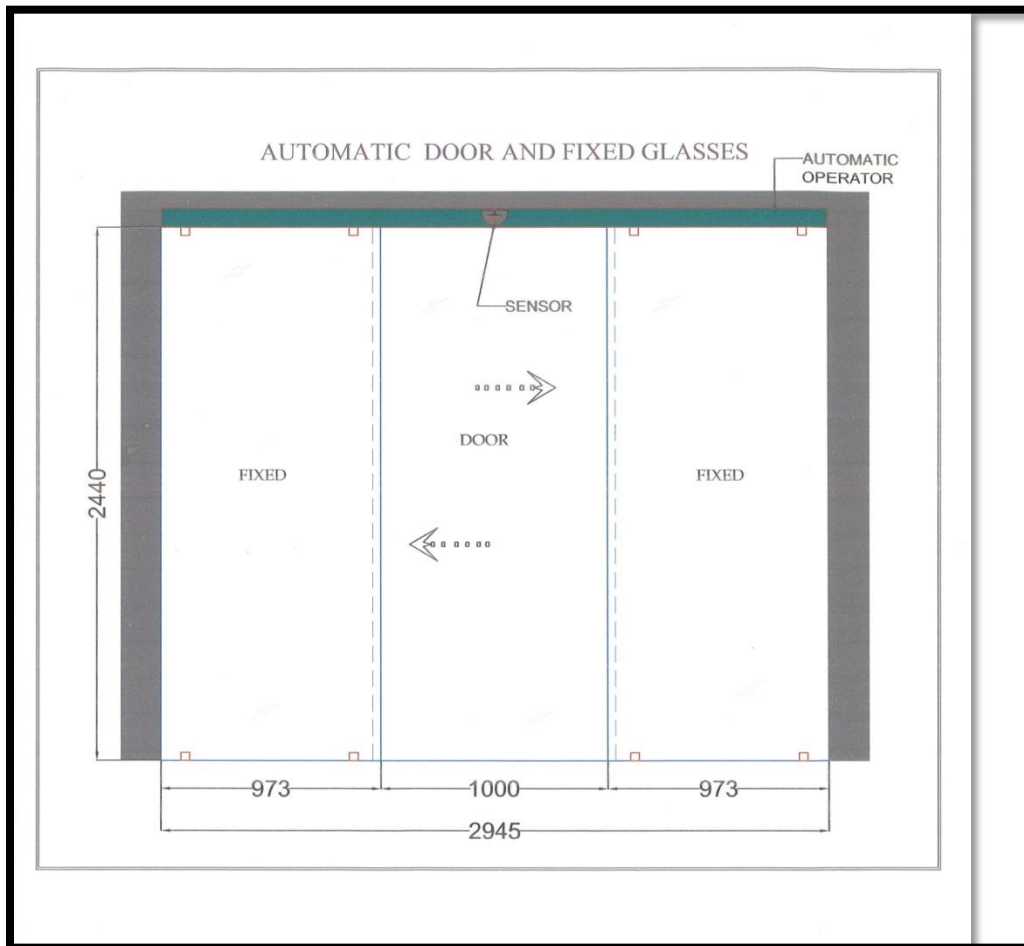 AUTOMATIC DOOR AND FIXED GLASSES
AUTOMATIC
OPERATOR
SENSOR
DOOR
FIXED
FIXED
2440
973
1000
973
2945